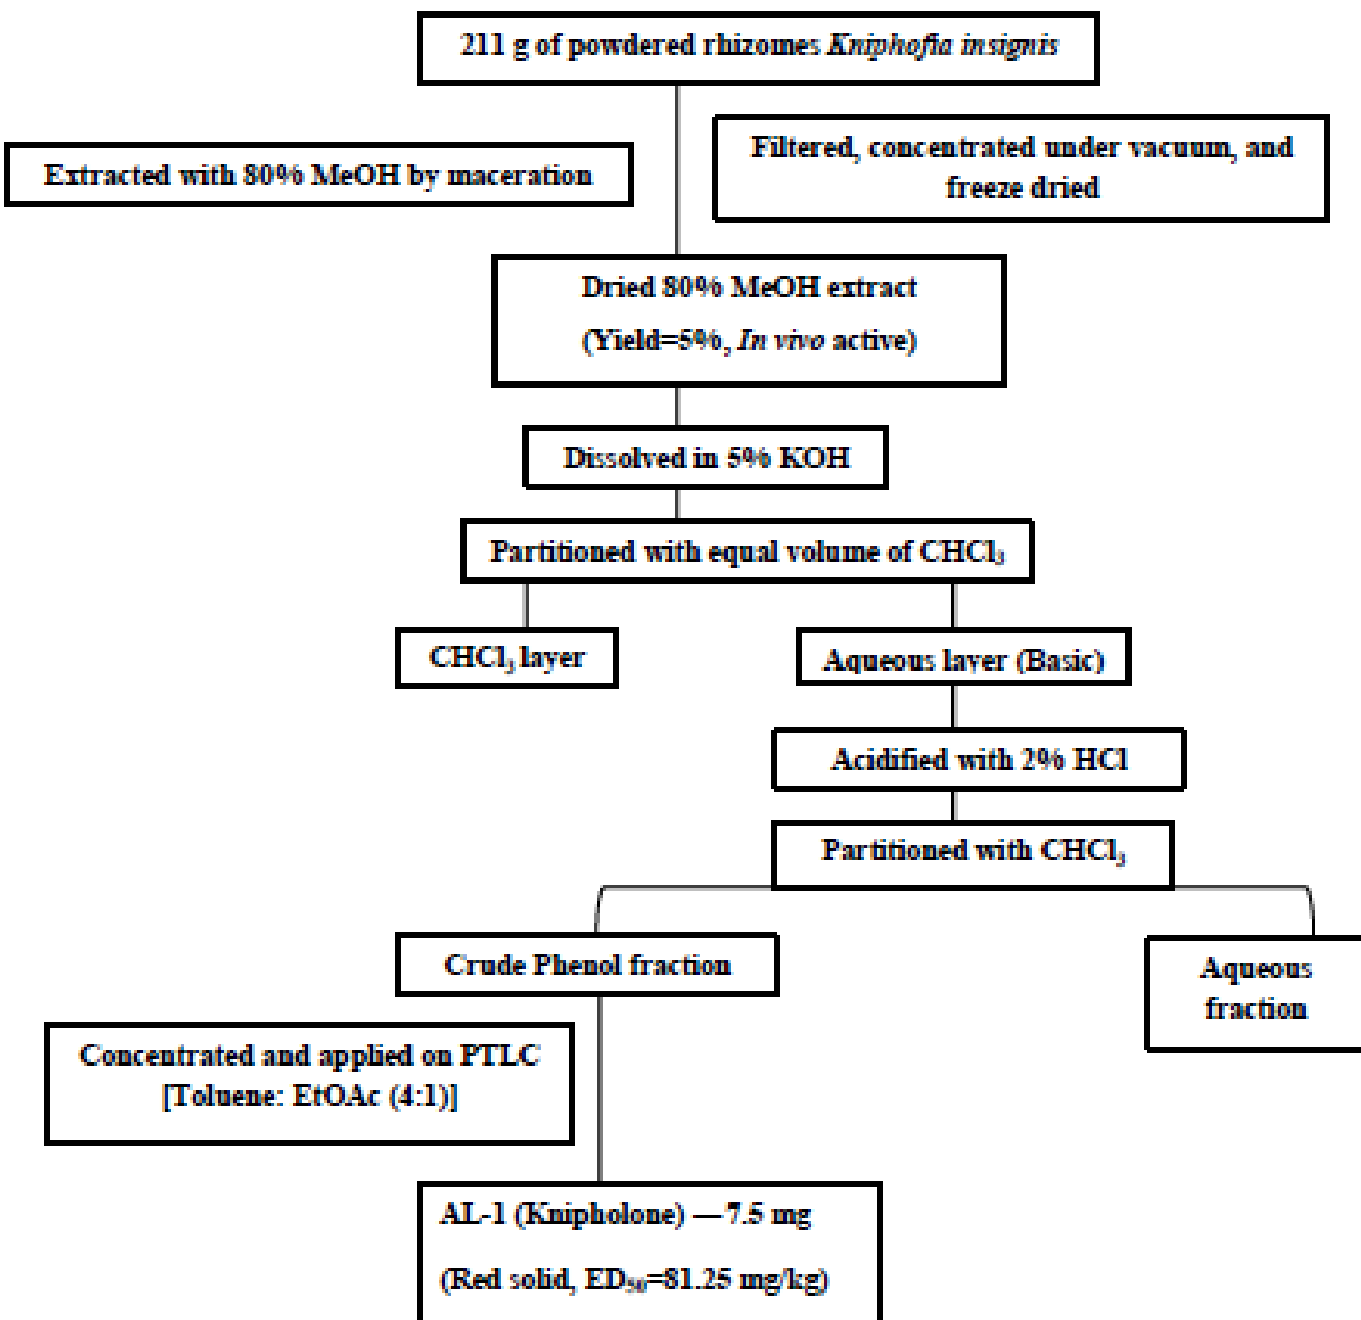 211 g of powdered rhizomes Kniphofia insignis
Extracted with 80% MeOH by maceration
Filtered, concentrated under vacuum, and
freeze dried
Dried 80% MeOH extract
(Yield=5%, In vivo active)
Dissolved in 5% KOH
Partitioned with equal volume of CHCl₃
CHCl₃ layer
Aqueous layer (Basic)
Acidified with 2% HCl
Partitioned with CHCl₃
Crude Phenol fraction
Aqueous
fraction
Concentrated and applied on PTLC
[Toluene: EtOAc (4:1)]
AL-1 (Knipholone) —7.5 mg
(Red solid, ED₅₀=81.25 mg/kg)